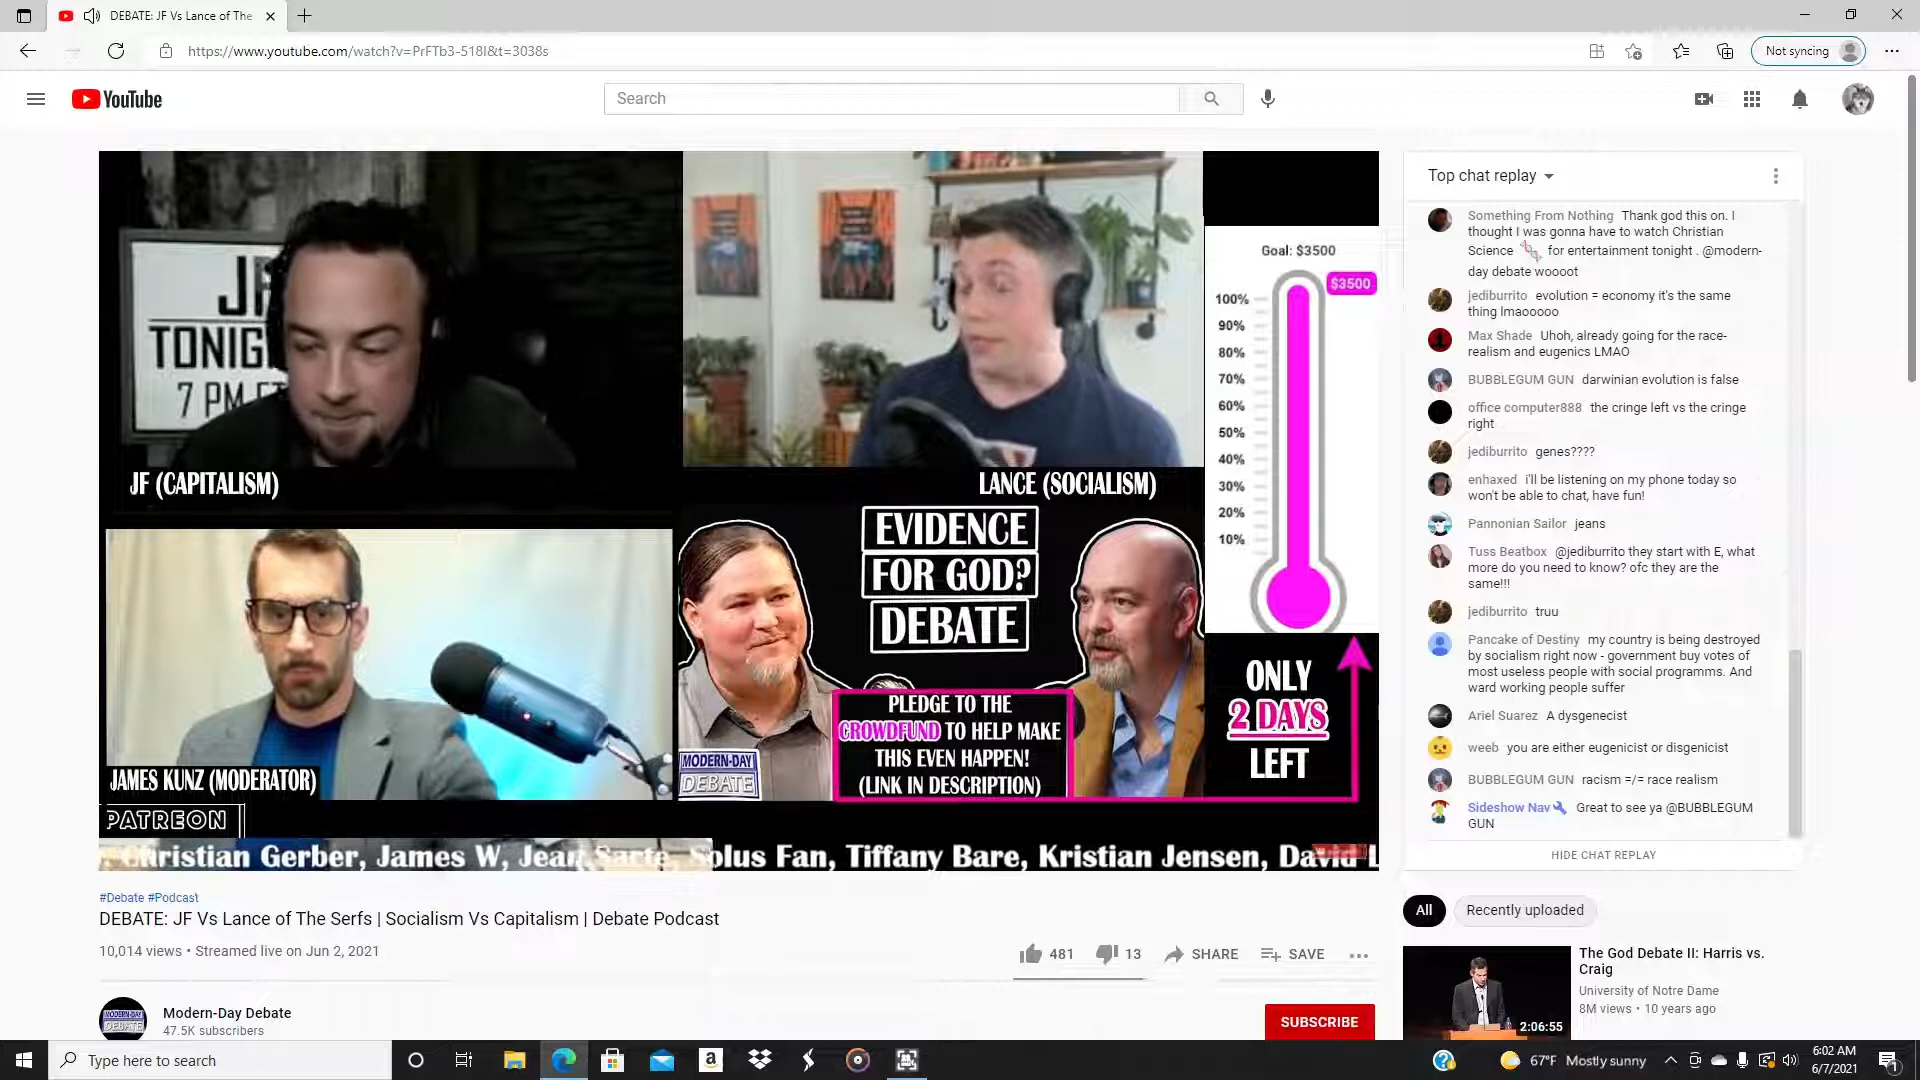 DEBATE: JF Vs Lance of The
https://www.youtube.com/watch?v=PrFTb3-518I&t=3038s
Not syncing
YouTube
Search
JF
TONIG
7 PM ET
JF (CAPITALISM)
LANCE (SOCIALISM)
Goal: $3500
$3500
100%
90%
80%
70%
60%
50%
40%
30%
20%
10%
EVIDENCE
FOR GOD?
DEBATE
PLEDGE TO THE
CROWDFUND TO HELP MAKE
THIS EVEN HAPPEN!
(LINK IN DESCRIPTION)
MODERN-DAY
DEBATE
ONLY
2 DAYS
LEFT
JAMES KUNZ (MODERATOR)
PATREON
Christian Gerber, James W, Jean Sarte, Solus Fan, Tiffany Bare, Kristian Jensen, David L
Top chat replay
Something From Nothing Thank god this on. I
thought I was gonna have to watch Christian
Science for entertainment tonight . @modern-
day debate woooot
jediburrito evolution = economy it's the same
thing lmaooooo
Max Shade Uhoh, already going for the race-
realism and eugenics LMAO
BUBBLEGUM GUN darwinian evolution is false
office computer888 the cringe left vs the cringe
right
jediburrito genes????
enhaxed i'll be listening on my phone today so
won't be able to chat, have fun!
Pannonian Sailor jeans
Tuss Beatbox @jediburrito they start with E, what
more do you need to know? ofc they are the
same!!!
jediburrito truu
Pancake of Destiny my country is being destroyed
by socialism right now - government buy votes of
most useless people with social programms. And
ward working people suffer
Ariel Suarez A dysgenecist
weeb you are either eugenicist or disgenicist
BUBBLEGUM GUN racism =/= race realism
Sideshow Nav Great to see ya @BUBBLEGUM
GUN
HIDE CHAT REPLAY
#Debate #Podcast
DEBATE: JF Vs Lance of The Serfs | Socialism Vs Capitalism | Debate Podcast
10,014 views • Streamed live on Jun 2, 2021
481
13
SHARE
SAVE
MODERN-DAY
DEBATE
Modern-Day Debate
47.5K subscribers
SUBSCRIBE
All
Recently uploaded
The God Debate II: Harris vs.
Craig
University of Notre Dame
8M views • 10 years ago
2:06:55
Type here to search
67°F Mostly sunny
6:02 AM
6/7/2021
1